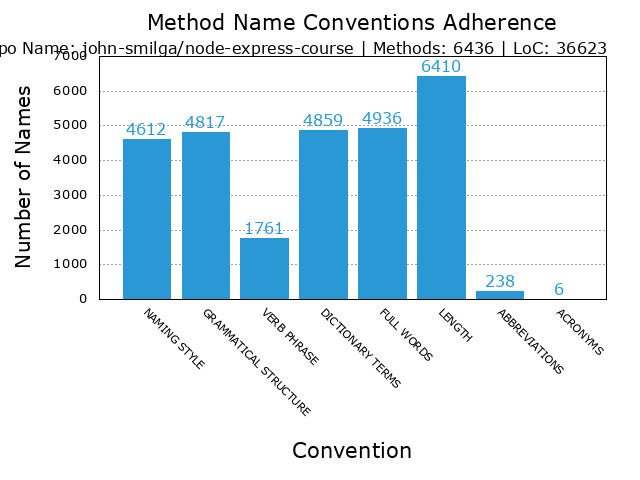 Method Name Conventions Adherence
po Name: john-smilga/node-express-course | Methods: 6436 | LoC: 36623
Number of Names
7000
6000
5000
4000
3000
2000
1000
0
4612
4817
1761
4859
4936
6410
238
6
NAMING STYLE
GRAMMATICAL STRUCTURE
VERB PHRASE
DICTIONARY TERMS
FULL WORDS
LENGTH
ABBREVIATIONS
ACRONYMS
Convention